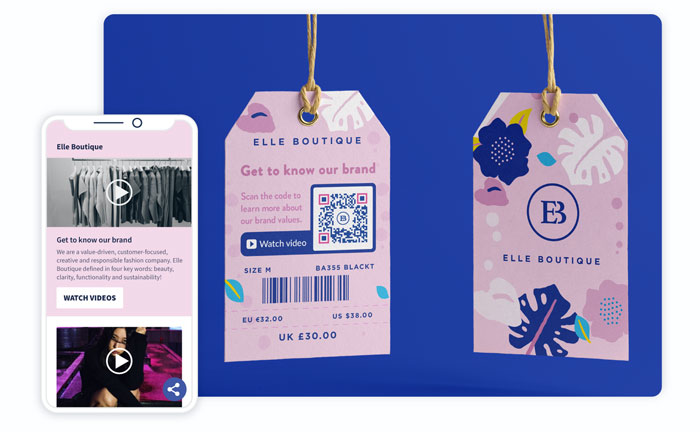 Elle Boutique
Get to know our brand
We are a value-driven, customer-focused,
creative and responsible fashion company. Elle
Boutique defined in four key words: beauty,
clarity, functionality and sustainability!
WATCH VIDEOS
ELLE BOUTIQUE
Get to know our brand
Scan the code to
learn more about
our brand values.
EB
Watch video
SIZE M BA355 BLACKT
EU €32.00 US $38.00
UK £30.00
EB
ELLE BOUTIQUE